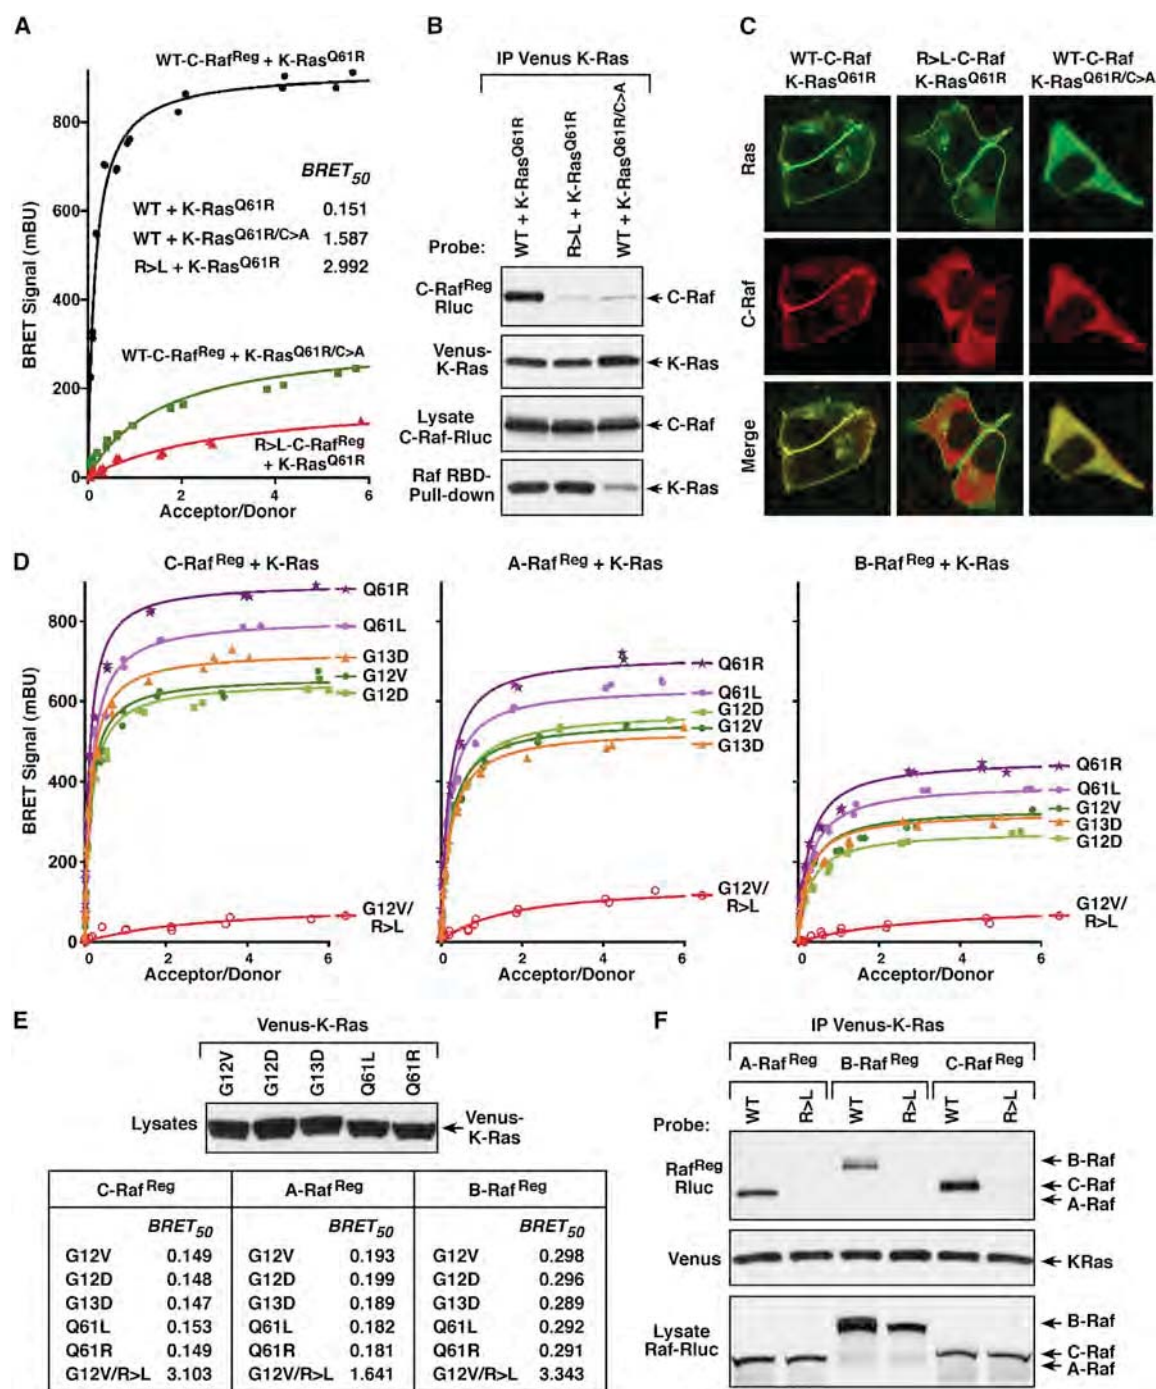 A
WT-C-Raf^Reg + K-Ras^Q61R
BRET50
WT + K-Ras^Q61R 0.151
WT + K-Ras^Q61R/C>A 1.587
R>L + K-Ras^Q61R 2.992
WT-C-Raf^Reg + K-Ras^Q61R/C>A
R>L-C-Raf^Reg
+ K-Ras^Q61R
BRET Signal (mBU)
800
600
400
200
0
0 2 4 6
Acceptor/Donor
B
IP Venus K-Ras
WT + K-Ras^Q61R
R>L + K-Ras^Q61R
WT + K-Ras^Q61R/C>A
Probe:
C-Raf^Reg
Rluc
C-Raf
Venus-
K-Ras
K-Ras
Lysate
C-Raf-Rluc
C-Raf
Raf RBD-
Pull-down
K-Ras
C
WT-C-Raf
K-Ras^Q61R
R>L-C-Raf
K-Ras^Q61R
WT-C-Raf
K-Ras^Q61R/C>A
Ras
C-Raf
Merge
D
C-Raf^Reg + K-Ras
BRET Signal (mBU)
800
600
400
200
0
Q61R
Q61L
G13D
G12V
G12D
G12V/
R>L
0 2 4 6
Acceptor/Donor
A-Raf^Reg + K-Ras
Q61R
Q61L
G12D
G12V
G13D
G12V/
R>L
0 2 4 6
Acceptor/Donor
B-Raf^Reg + K-Ras
Q61R
Q61L
G12V
G13D
G12D
G12V/
R>L
0 2 4 6
Acceptor/Donor
E
Venus-K-Ras
G12V
G12D
G13D
Q61L
Q61R
Lysates
Venus-
K-Ras
C-Raf^Reg A-Raf^Reg B-Raf^Reg
BRET50 BRET50 BRET50
G12V 0.149 G12V 0.193 G12V 0.298
G12D 0.148 G12D 0.199 G12D 0.296
G13D 0.147 G13D 0.189 G13D 0.289
Q61L 0.153 Q61L 0.182 Q61L 0.292
Q61R 0.149 Q61R 0.181 Q61R 0.291
G12V/R>L 3.103 G12V/R>L 1.641 G12V/R>L 3.343
F
IP Venus-K-Ras
A-Raf^Reg B-Raf^Reg C-Raf^Reg
WT R>L WT R>L WT R>L
Probe:
Raf^Reg
Rluc
B-Raf
C-Raf
A-Raf
Venus
KRas
Lysate
Raf-Rluc
B-Raf
C-Raf
A-Raf